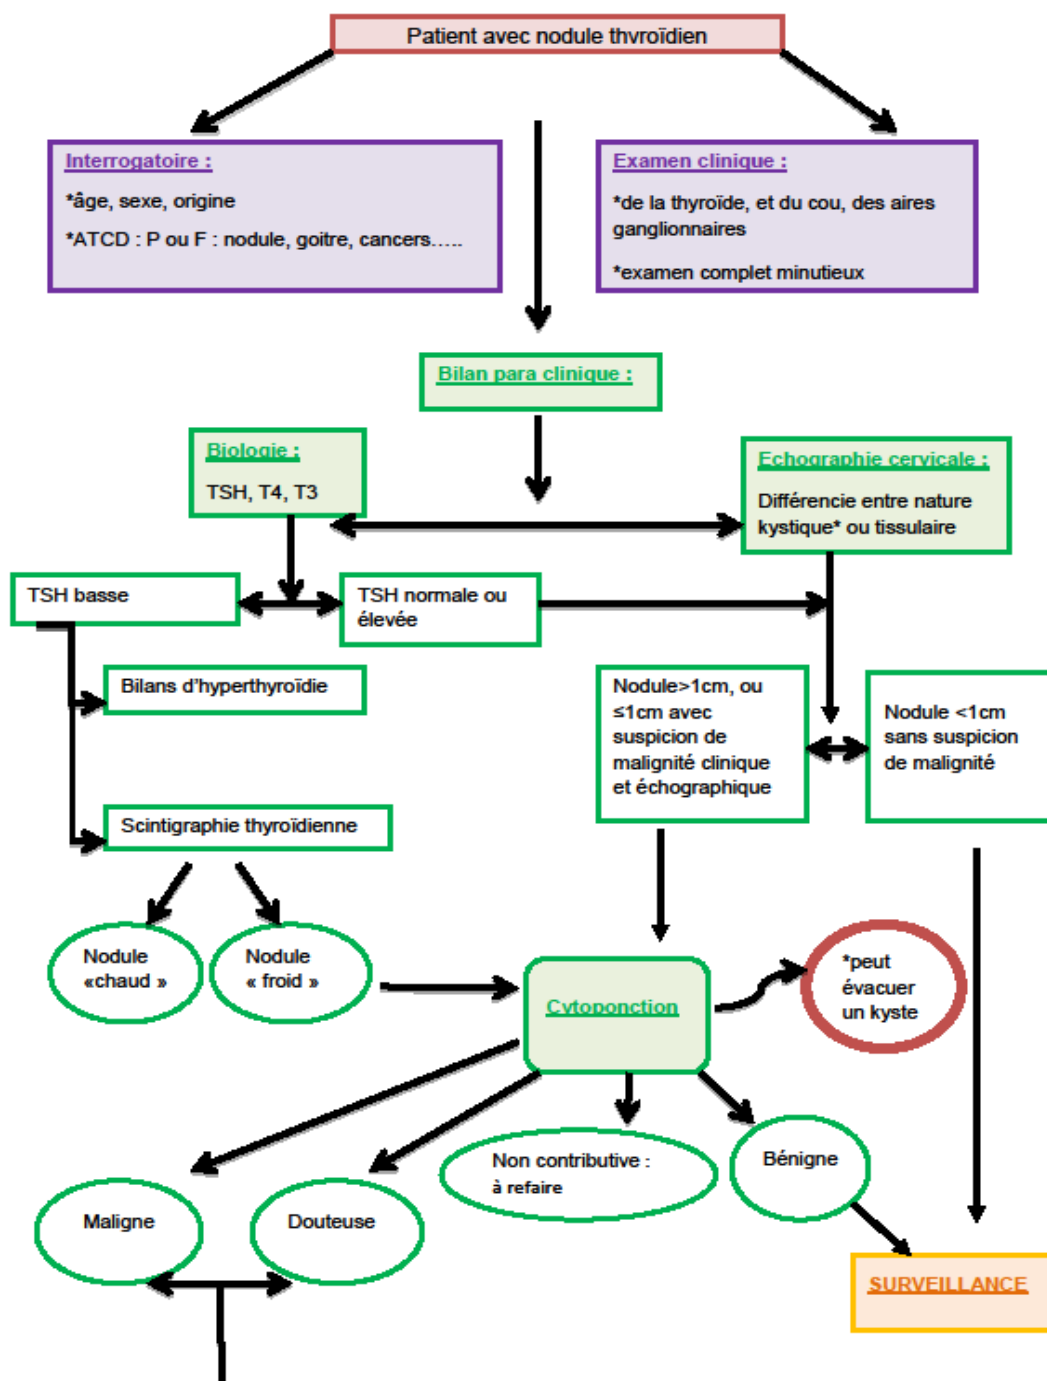 Patient avec nodule thvroïdien
Interrogatoire :
*âge, sexe, origine
*ATCD : P ou F : nodule, goitre, cancers…..
Examen clinique :
*de la thyroïde, et du cou, des aires
ganglionnaires
*examen complet minutieux
Bilan para clinique :
Biologie :
TSH, T4, T3
Echographie cervicale :
Différencie entre nature
kystique* ou tissulaire
TSH basse
TSH normale ou
élevée
Bilans d’hyperthyroïdie
Nodule>1cm, ou
≤1cm avec
suspicion de
malignité clinique
et échographique
Nodule <1cm
sans suspicion
de malignité
Scintigraphie thyroïdienne
Nodule
«chaud »
Nodule
« froid »
Cytoponction
*peut
évacuer
un kyste
Maligne
Douteuse
Non contributive :
à refaire
Bénigne
SURVEILLANCE